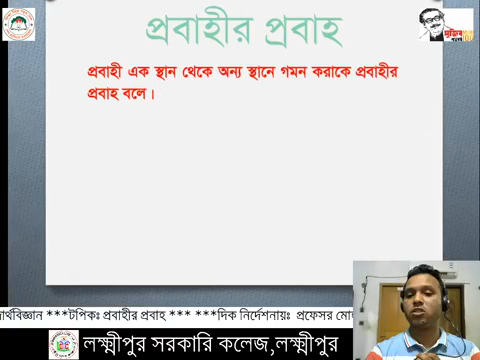 প্রবাহীর প্রবাহ
প্রবাহী এক স্থান থেকে অন্য স্থানে গমন করাকে প্রবাহীর
প্রবাহ বলে।
***টপিকঃ প্রবাহীর প্রবাহ *** ***দিক নির্দেশনায়ঃ প্রফেসর
লক্ষ্মীপুর সরকারি কলেজ,লক্ষ্মীপুর